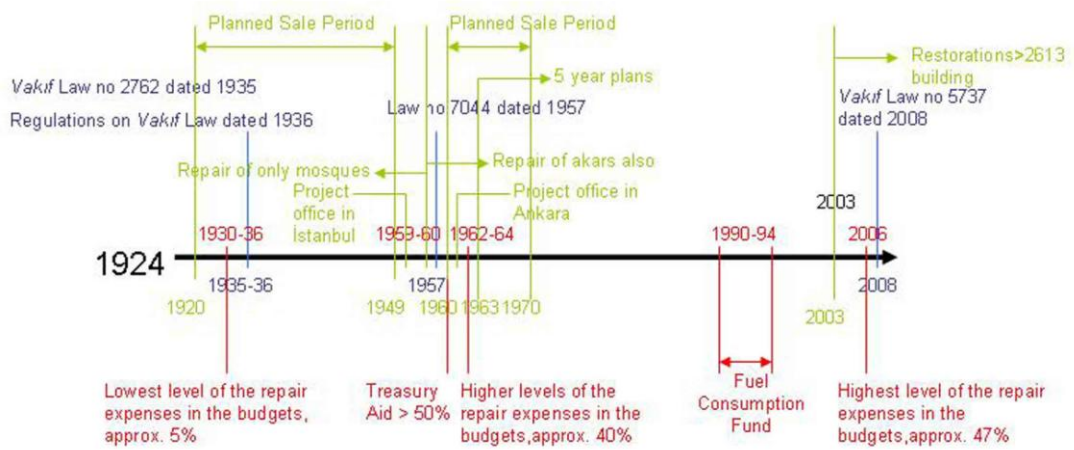 Planned Sale Period
Planned Sale Period
Restorations>2613
building
5 year plans
Vakıf Law no 2762 dated 1935
Regulations on Vakıf Law dated 1936
Law no 7044 dated 1957
Vakıf Law no 5737
dated 2008
Repair of only mosques
Repair of akars also
Project
office in
İstanbul
Project office in
Ankara
2003
1930-36
1959-60
1962-64
1990-94
2006
1924
1935-36
1957
2008
1920
1949
1960
1963
1970
2003
Lowest level of the repair
expenses in the budgets,
approx. 5%
Treasury
Aid > 50%
Higher levels of the
repair expenses in the
budgets,approx. 40%
Fuel
Consumption
Fund
Highest level of the repair
expenses in the
budgets,approx. 47%